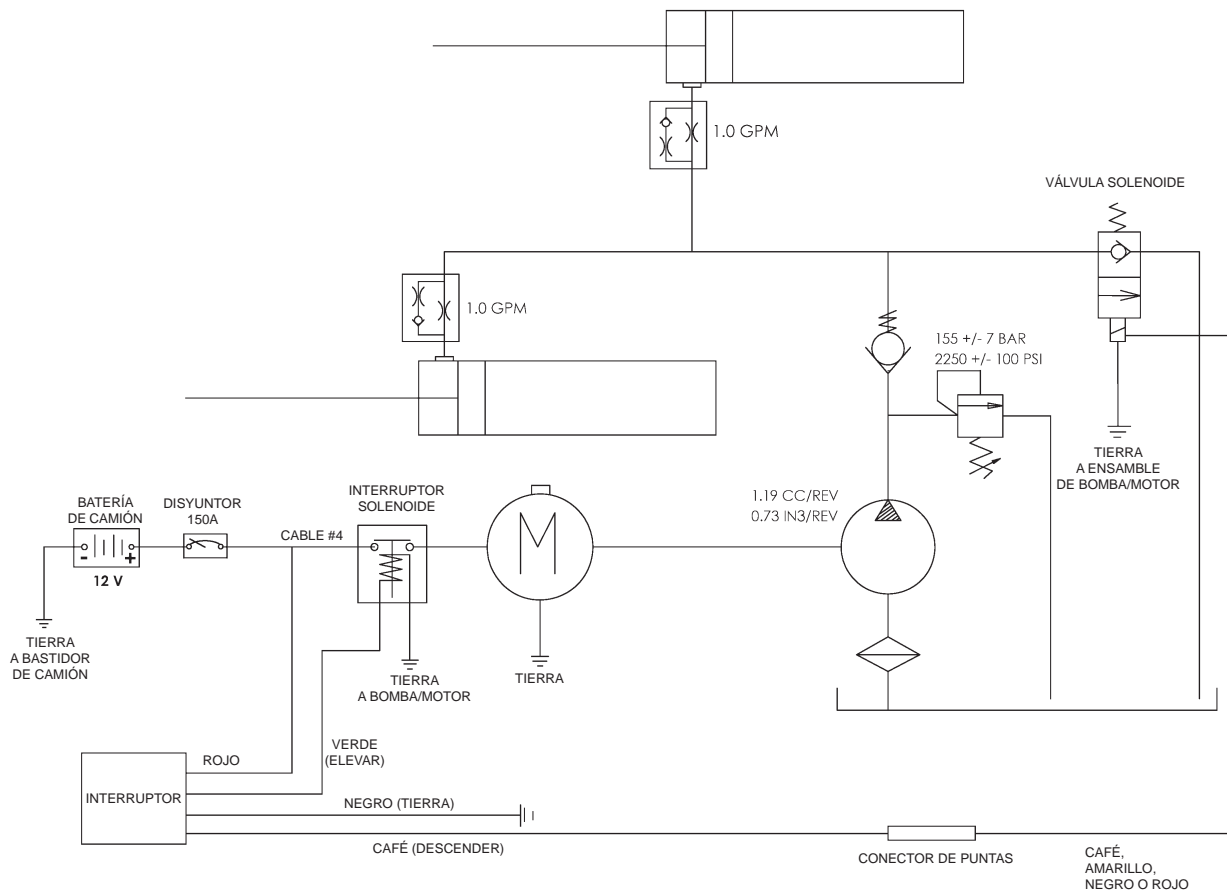 1.0 GPM
VÁLVULA SOLENOIDE
1.0 GPM
155 +/- 7 BAR
2250 +/- 100 PSI
TIERRA
A ENSAMBLE
DE BOMBA/MOTOR
BATERÍA
DE CAMIÓN
DISYUNTOR
150A
INTERRUPTOR
SOLENOIDE
1.19 CC/REV
0.73 IN3/REV
CABLE #4
M
- +
12 V
TIERRA
A BASTIDOR
DE CAMIÓN
TIERRA
A BOMBA/MOTOR
TIERRA
ROJO
VERDE
(ELEVAR)
INTERRUPTOR
NEGRO (TIERRA)
CAFÉ (DESCENDER)
CONECTOR DE PUNTAS
CAFÉ,
AMARILLO,
NEGRO O ROJO